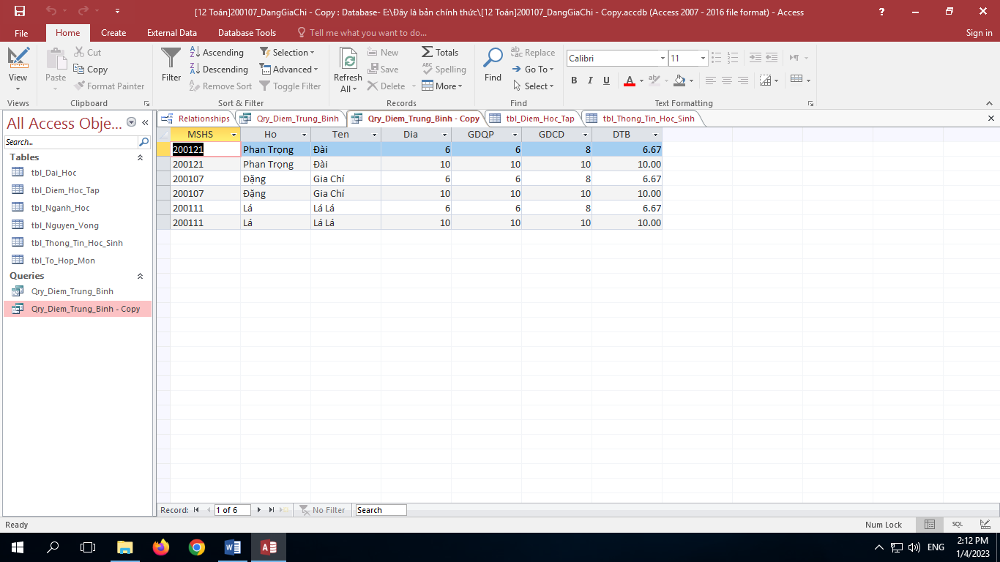 [12 Toán]200107_DangGiaChi - Copy : Database- E:\Đây là bản chính thức\[12 Toán]200107_DangGiaChi - Copy.accdb (Access 2007 - 2016 file format) - Access
?
File Home Create External Data Database Tools Tell me what you want to do... Sign in
View
Views
Paste
Cut
Copy
Format Painter
Clipboard
Filter
Ascending
Descending
Remove Sort
Selection
Advanced
Toggle Filter
Sort & Filter
Refresh
All
New
Save
Delete
Totals
Spelling
More
Records
Find
Replace
Go To
Select
Find
Calibri 11
B I U A ab
Text Formatting
All Access Obje...
Search...
Tables
tbl_Dai_Hoc
tbl_Diem_Hoc_Tap
tbl_Nganh_Hoc
tbl_Nguyen_Vong
tbl_Thong_Tin_Hoc_Sinh
tbl_To_Hop_Mon
Queries
Qry_Diem_Trung_Binh
Qry_Diem_Trung_Binh - Copy
Relationships Qry_Diem_Trung_Binh Qry_Diem_Trung_Binh - Copy tbl_Diem_Hoc_Tap tbl_Thong_Tin_Hoc_Sinh
MSHS Ho Ten Dia GDQP GDCD DTB
200121 Phan Trọng Đài 6 6 8 6.67
200121 Phan Trọng Đài 10 10 10 10.00
200107 Đặng Gia Chí 6 6 8 6.67
200107 Đặng Gia Chí 10 10 10 10.00
200111 Lá Lá Lá 6 6 8 6.67
200111 Lá Lá Lá 10 10 10 10.00
Record: 1 of 6 No Filter Search
Ready Num Lock SQL
ENG
2:12 PM
1/4/2023